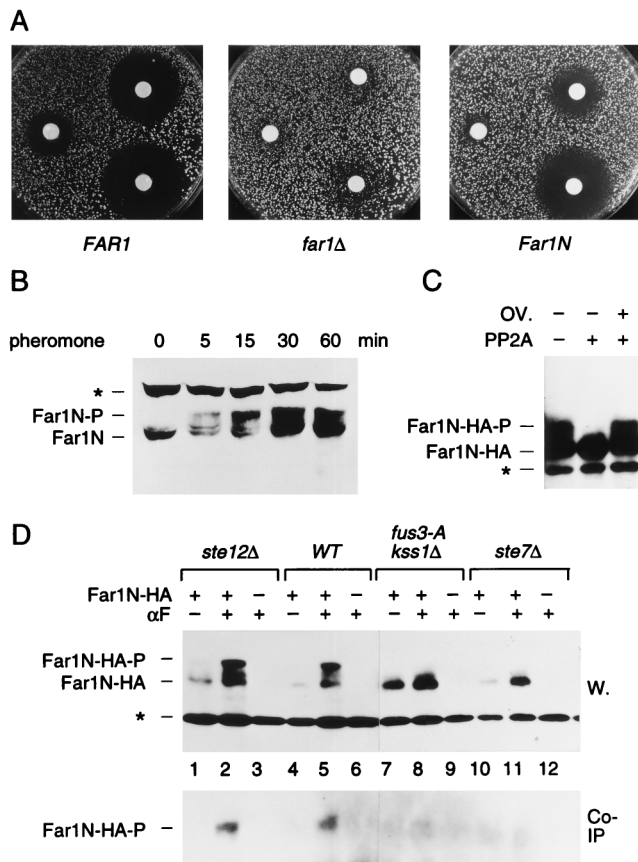 A
FAR1
far1Δ
Far1N
B
pheromone 0 5 15 30 60 min
* –
Far1N-P –
Far1N –
C
OV. – – +
PP2A – + +
Far1N-HA-P –
Far1N-HA –
* –
D
ste12Δ WT fus3-A kss1Δ ste7Δ
Far1N-HA + + – + + – + + – + + –
αF – + + – + + – + + – + +
Far1N-HA-P –
Far1N-HA –
W.
* –
1 2 3 4 5 6 7 8 9 10 11 12
Far1N-HA-P –
Co-IP